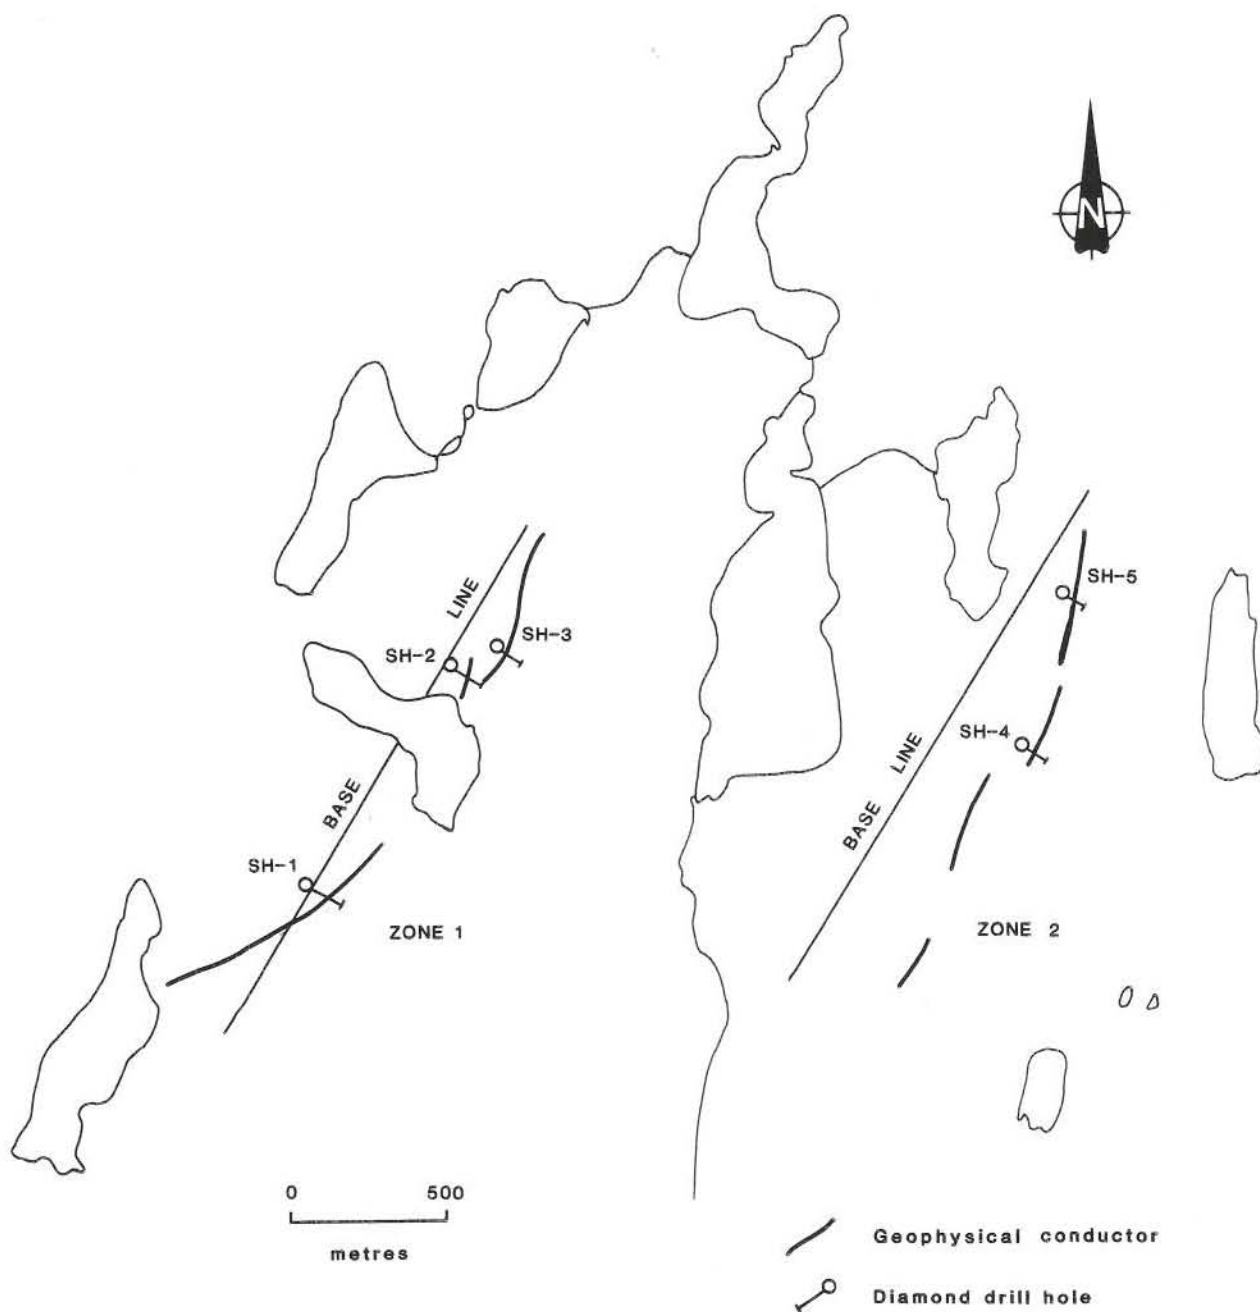 N
SH-5
LINE
SH-2
SH-3
SH-4
LINE
BASE
BASE
SH-1
ZONE 1
ZONE 2
0 500
metres
Geophysical conductor
Diamond drill hole